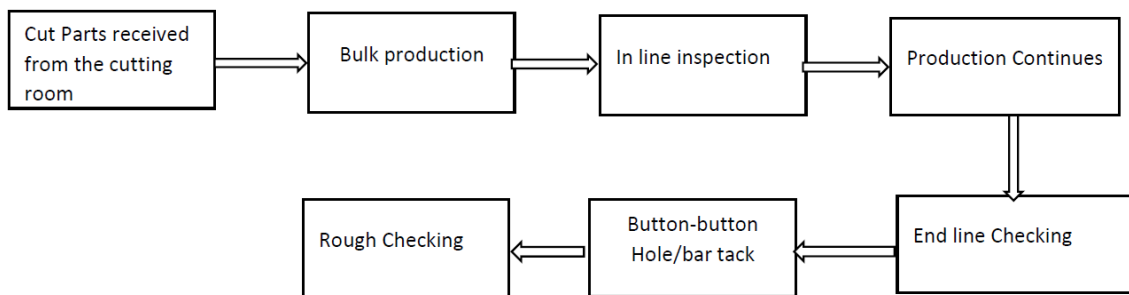 Cut Parts received
from the cutting
room
Bulk production
In line inspection
Production Continues
End line Checking
Button-button
Hole/bar tack
Rough Checking